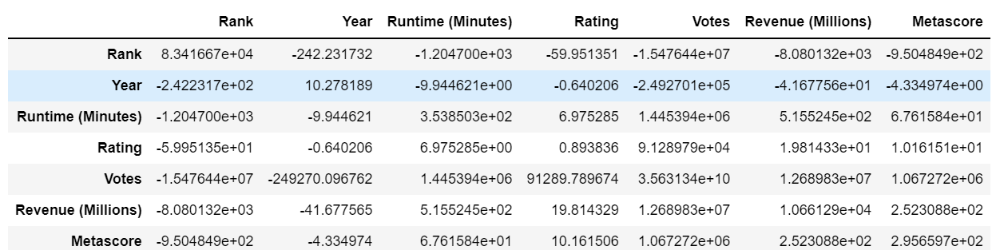 Rank Year Runtime (Minutes) Rating Votes Revenue (Millions) Metascore
Rank 8.341667e+04 -242.231732 -1.204700e+03 -59.951351 -1.547644e+07 -8.080132e+03 -9.504849e+02
Year -2.422317e+02 10.278189 -9.944621e+00 -0.640206 -2.492701e+05 -4.167756e+01 -4.334974e+00
Runtime (Minutes) -1.204700e+03 -9.944621 3.538503e+02 6.975285 1.445394e+06 5.155245e+02 6.761584e+01
Rating -5.995135e+01 -0.640206 6.975285e+00 0.893836 9.128979e+04 1.981433e+01 1.016151e+01
Votes -1.547644e+07 -249270.096762 1.445394e+06 91289.789674 3.563134e+10 1.268983e+07 1.067272e+06
Revenue (Millions) -8.080132e+03 -41.677565 5.155245e+02 19.814329 1.268983e+07 1.066129e+04 2.523088e+02
Metascore -9.504849e+02 -4.334974 6.761584e+01 10.161506 1.067272e+06 2.523088e+02 2.956597e+02